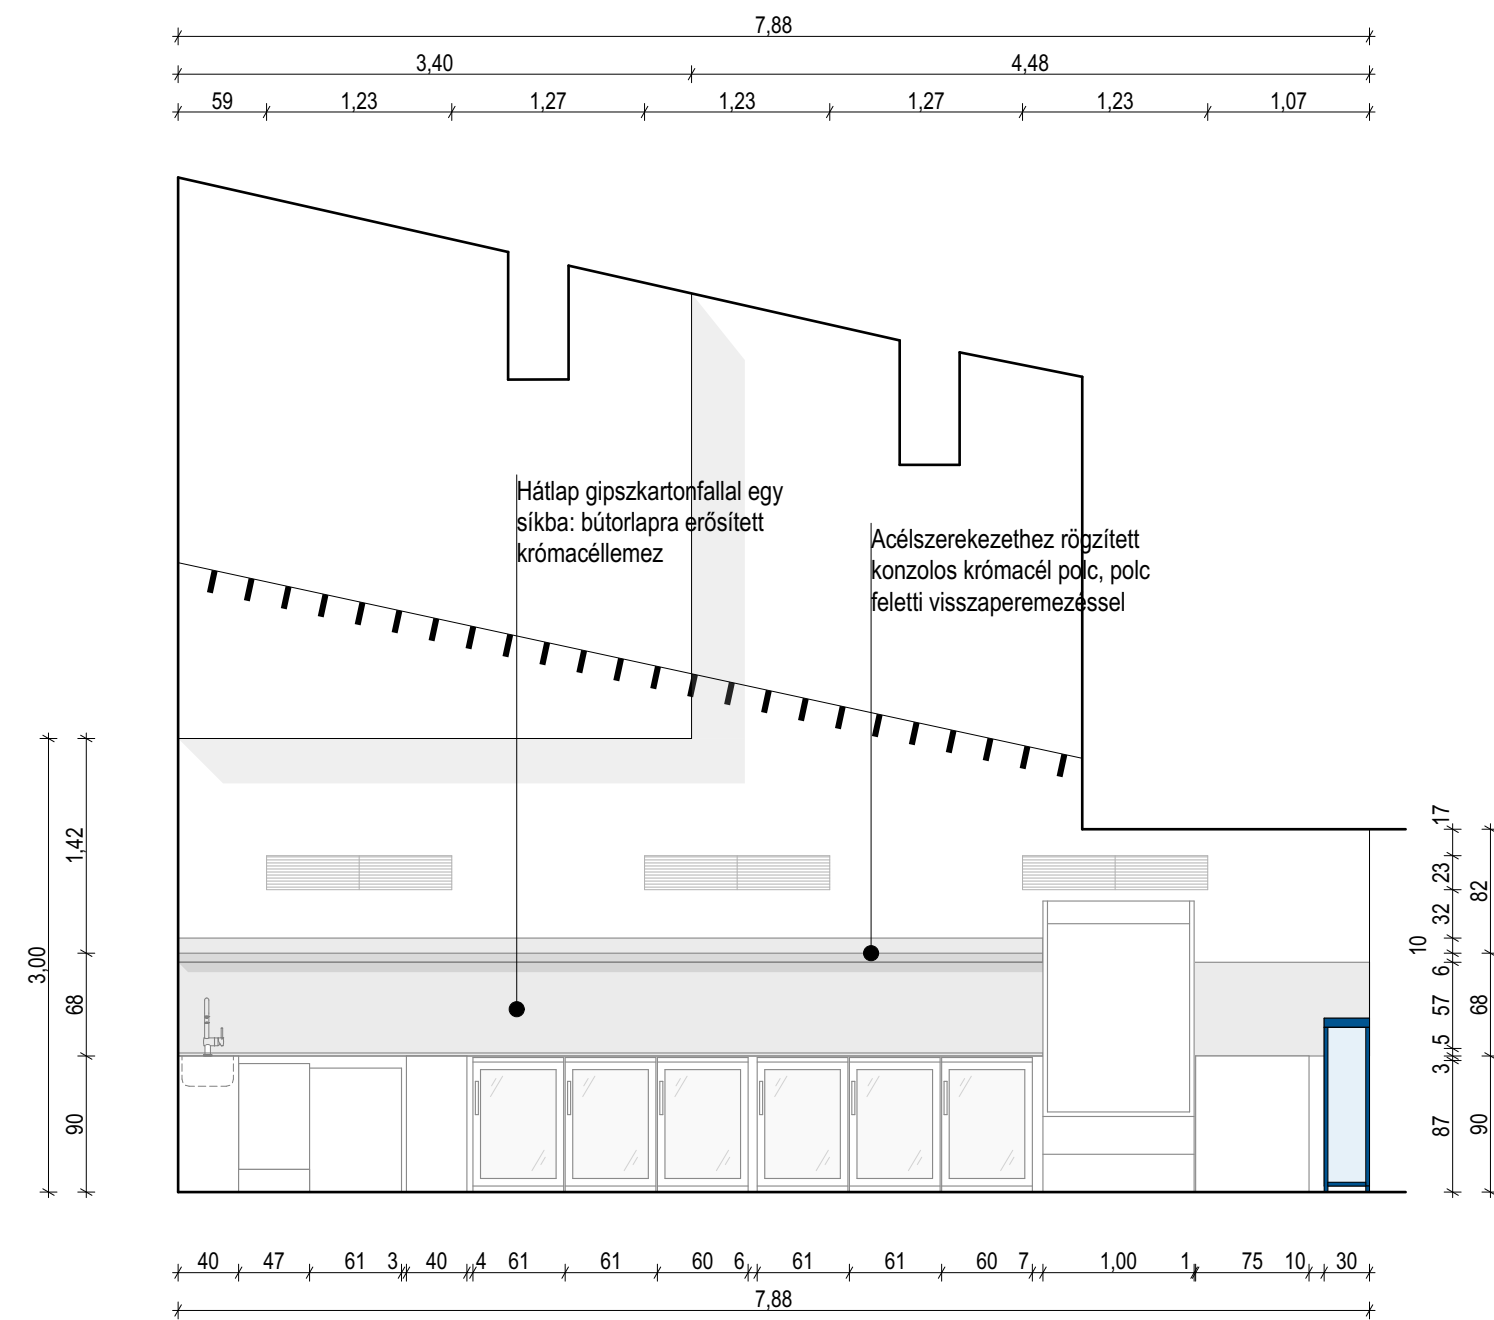 7,88
3,40 4,48
59 1,23 1,27 1,23 1,27 1,23 1,07
Hátlap gipszkartonfallal egy
síkba: bútorlapra erősített
krómacéllemez
Acélszerekezethez rögzített
konzolos krómacél polc, polc
feletti visszaperemezéssel
3,00
1,42
68
90
17
23
32
10
6
57
5
3
87
82
68
90
40 47 61 3 40 4 61 61 60 6 61 61 60 7 1,00 1 75 10 30
7,88